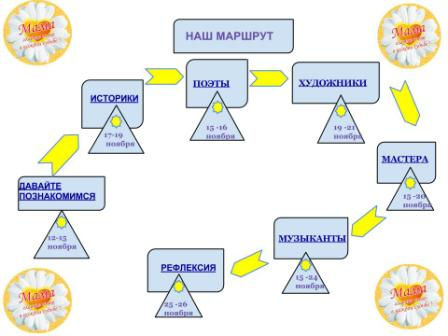 НАШ МАРШРУТ
Мама
Мама
ИСТОРИКИ
17-19
ноября
ПОЭТЫ
15 -16
ноября
ХУДОЖНИКИ
19 -21
ноября
МАСТЕРА
15 -20
ноября
ДАВАЙТЕ
ПОЗНАКОМИМСЯ
12-15
ноября
МУЗЫКАНТЫ
15 -24
ноября
РЕФЛЕКСИЯ
25 -26
ноября
Мама
Мама